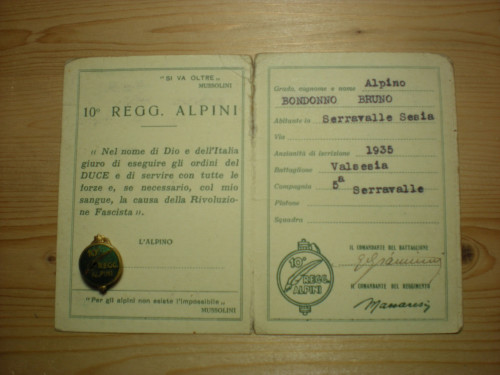 "SI VA OLTRE"
MUSSOLINI
10° REGG. ALPINI
"Nel nome di Dio e dell'Italia
giuro di eseguire gli ordini del
DUCE e di servire con tutte le
forze e, se necessario, col mio
sangue, la causa della Rivoluzio-
ne Fascista".
L'ALPINO
10°
REGG.
ALPINI
"Per gli alpini non esiste l'impossibile"
MUSSOLINI
Grado, cognome e nome Alpino
BONDONNO BRUNO
Abitante in Serravalle Sesia
Via
Anzianità di iscrizione 1935
Battaglione Valsesia
Compagnia 5ª Serravalle
Plotone
Squadra
10°
REGG.
ALPINI
IL COMANDANTE DEL BATTAGLIONE
IL COMANDANTE DEL REGGIMENTO